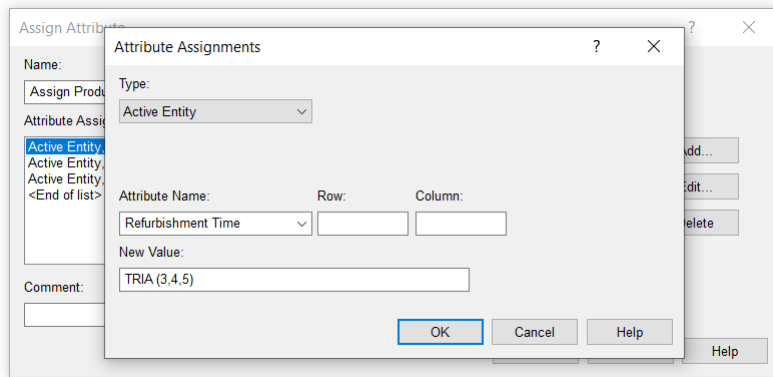 Assign Attribute
?
Name:
Assign Produ
Attribute Assig
Active Entity,
Active Entity,
Active Entity,
<End of list>
Comment:
Add...
Edit...
Delete
Help
Attribute Assignments
?
Type:
Active Entity
Attribute Name: Row: Column:
Refurbishment Time
New Value:
TRIA (3,4,5)
OK Cancel Help